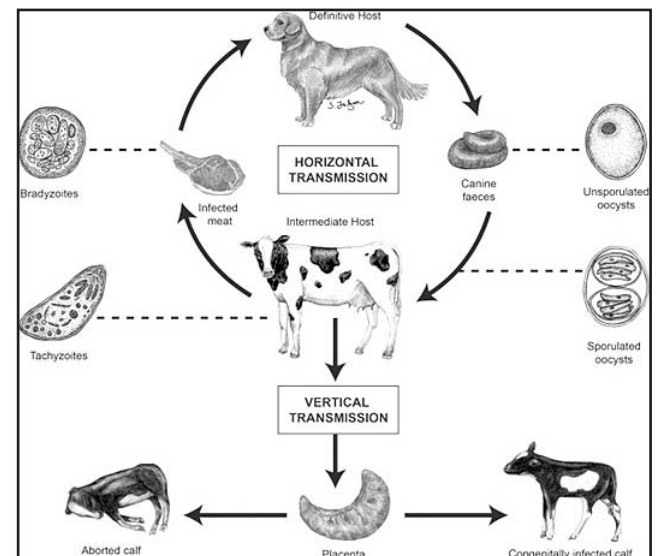 Definitive Host
HORIZONTAL
TRANSMISSION
Bradyzoites
Infected
meat
Canine
faeces
Unsporulated
oocysts
Intermediate Host
Tachyzoites
Sporulated
oocysts
VERTICAL
TRANSMISSION
Aborted calf
Placenta
Congenitally infected calf